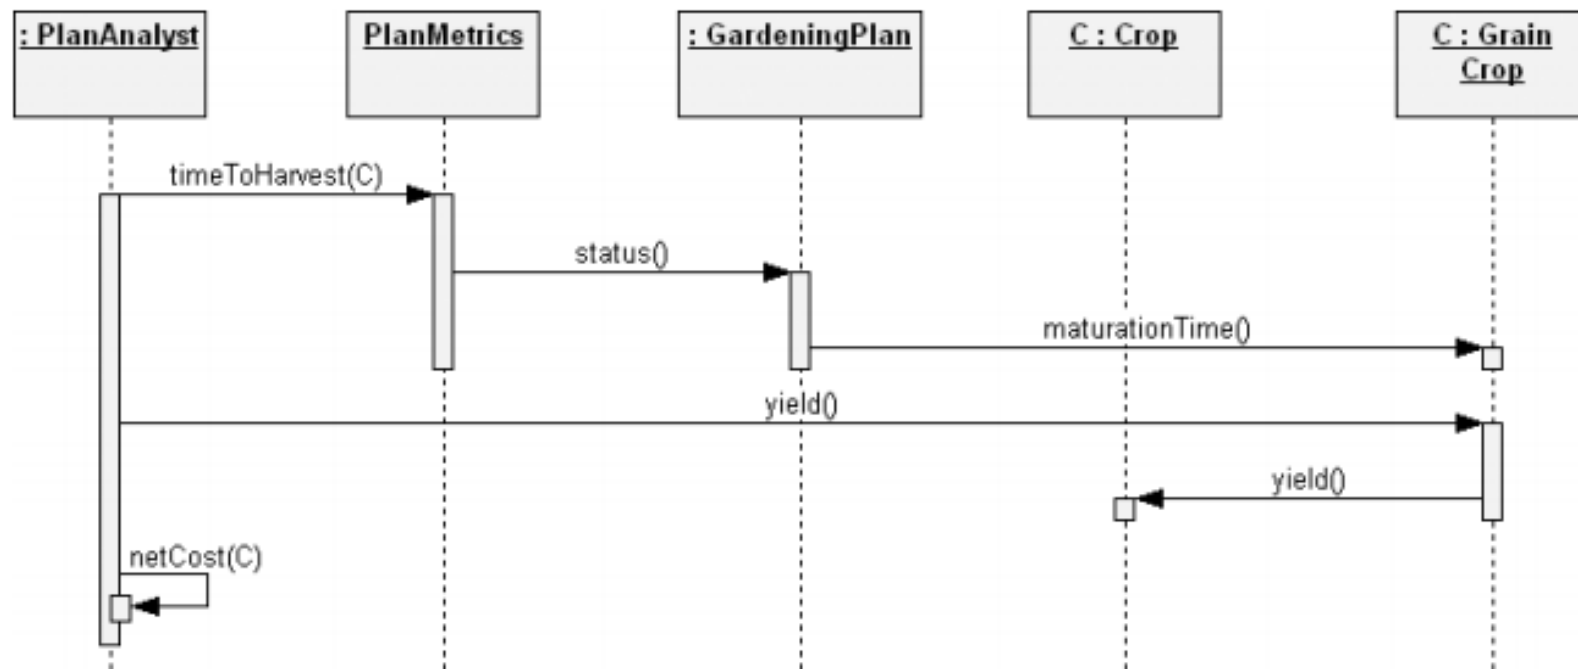 : PlanAnalyst
PlanMetrics
: GardeningPlan
C : Crop
C : Grain
Crop
timeToHarvest(C)
status()
maturationTime()
yield()
yield()
netCost(C)